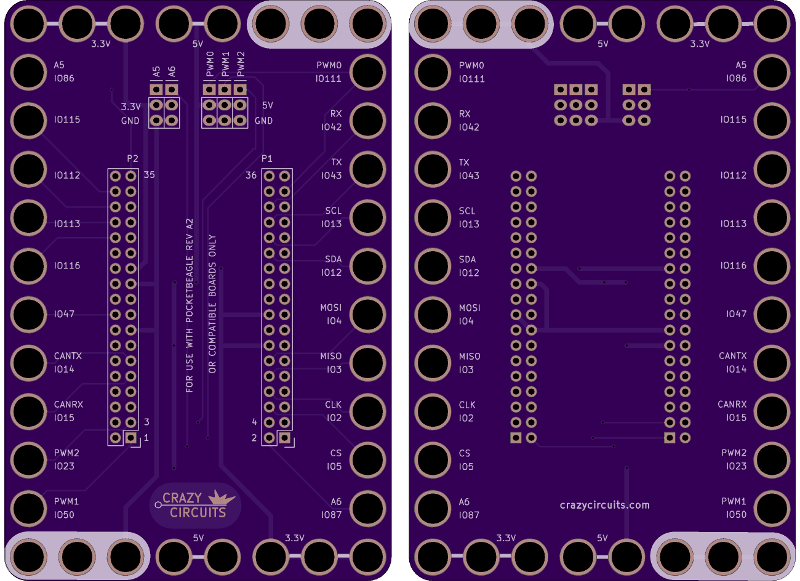 3.3V
5V
A5
IO86
IO115
IO112
IO113
IO116
IO47
CANTX
IO14
CANRX
IO15
PWM2
IO23
PWM1
IO50
A5
A6
PWM0
PWM1
PWM2
3.3V
GND
5V
GND
P2
35
3
1
P1
36
4
2
FOR USE WITH POCKETBEAGLE REV A2
OR COMPATIBLE BOARDS ONLY
PWM0
IO111
RX
IO42
TX
IO43
SCL
IO13
SDA
IO12
MOSI
IO4
MISO
IO3
CLK
IO2
CS
IO5
A6
IO87
CRAZY
CIRCUITS
5V
3.3V
5V
3.3V
PWM0
IO111
RX
IO42
TX
IO43
SCL
IO13
SDA
IO12
MOSI
IO4
MISO
IO3
CLK
IO2
CS
IO5
A6
IO87
A5
IO86
IO115
IO112
IO113
IO116
IO47
CANTX
IO14
CANRX
IO15
PWM2
IO23
PWM1
IO50
crazycircuits.com
3.3V
5V